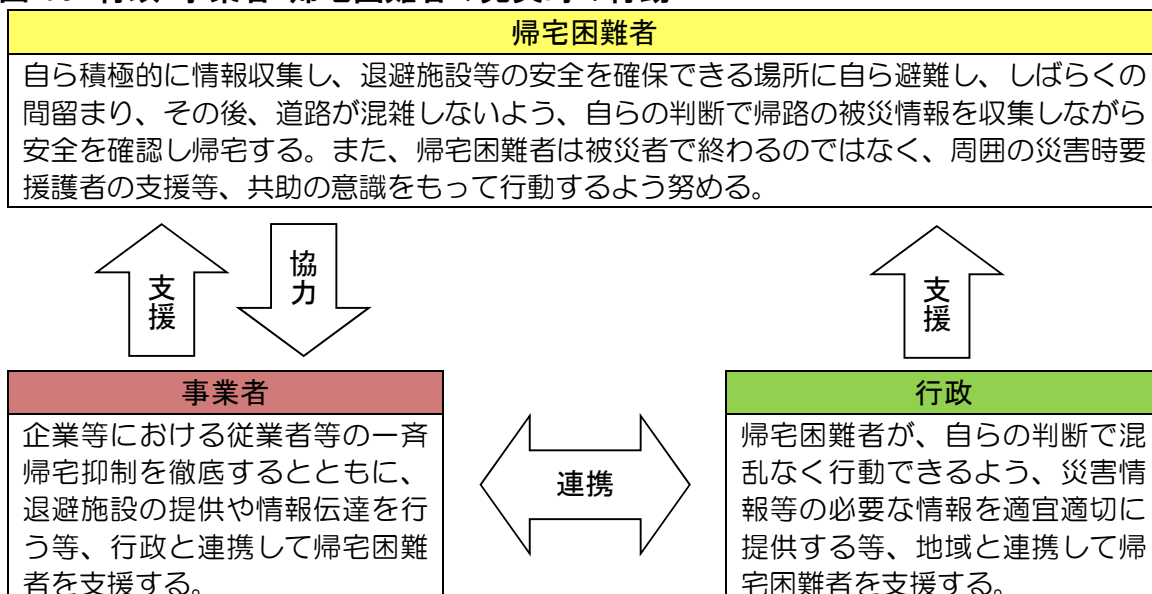 帰宅困難者
自ら積極的に情報収集し、退避施設等の安全を確保できる場所に自ら避難し、しばらくの
間留まり、その後、道路が混雑しないよう、自らの判断で帰路の被災情報を収集しながら
安全を確認し帰宅する。また、帰宅困難者は被災者で終わるのではなく、周囲の災害時要
援護者の支援等、共助の意識をもって行動するよう努める。
支援
協力
支援
事業者
企業等における従業者等の一斉
帰宅抑制を徹底するとともに、
退避施設の提供や情報伝達を行
う等、行政と連携して帰宅困難
者を支援する。
連携
行政
帰宅困難者が、自らの判断で混
乱なく行動できるよう、災害情
報等の必要な情報を適宜適切に
提供する等、地域と連携して帰
宅困難者を支援する。